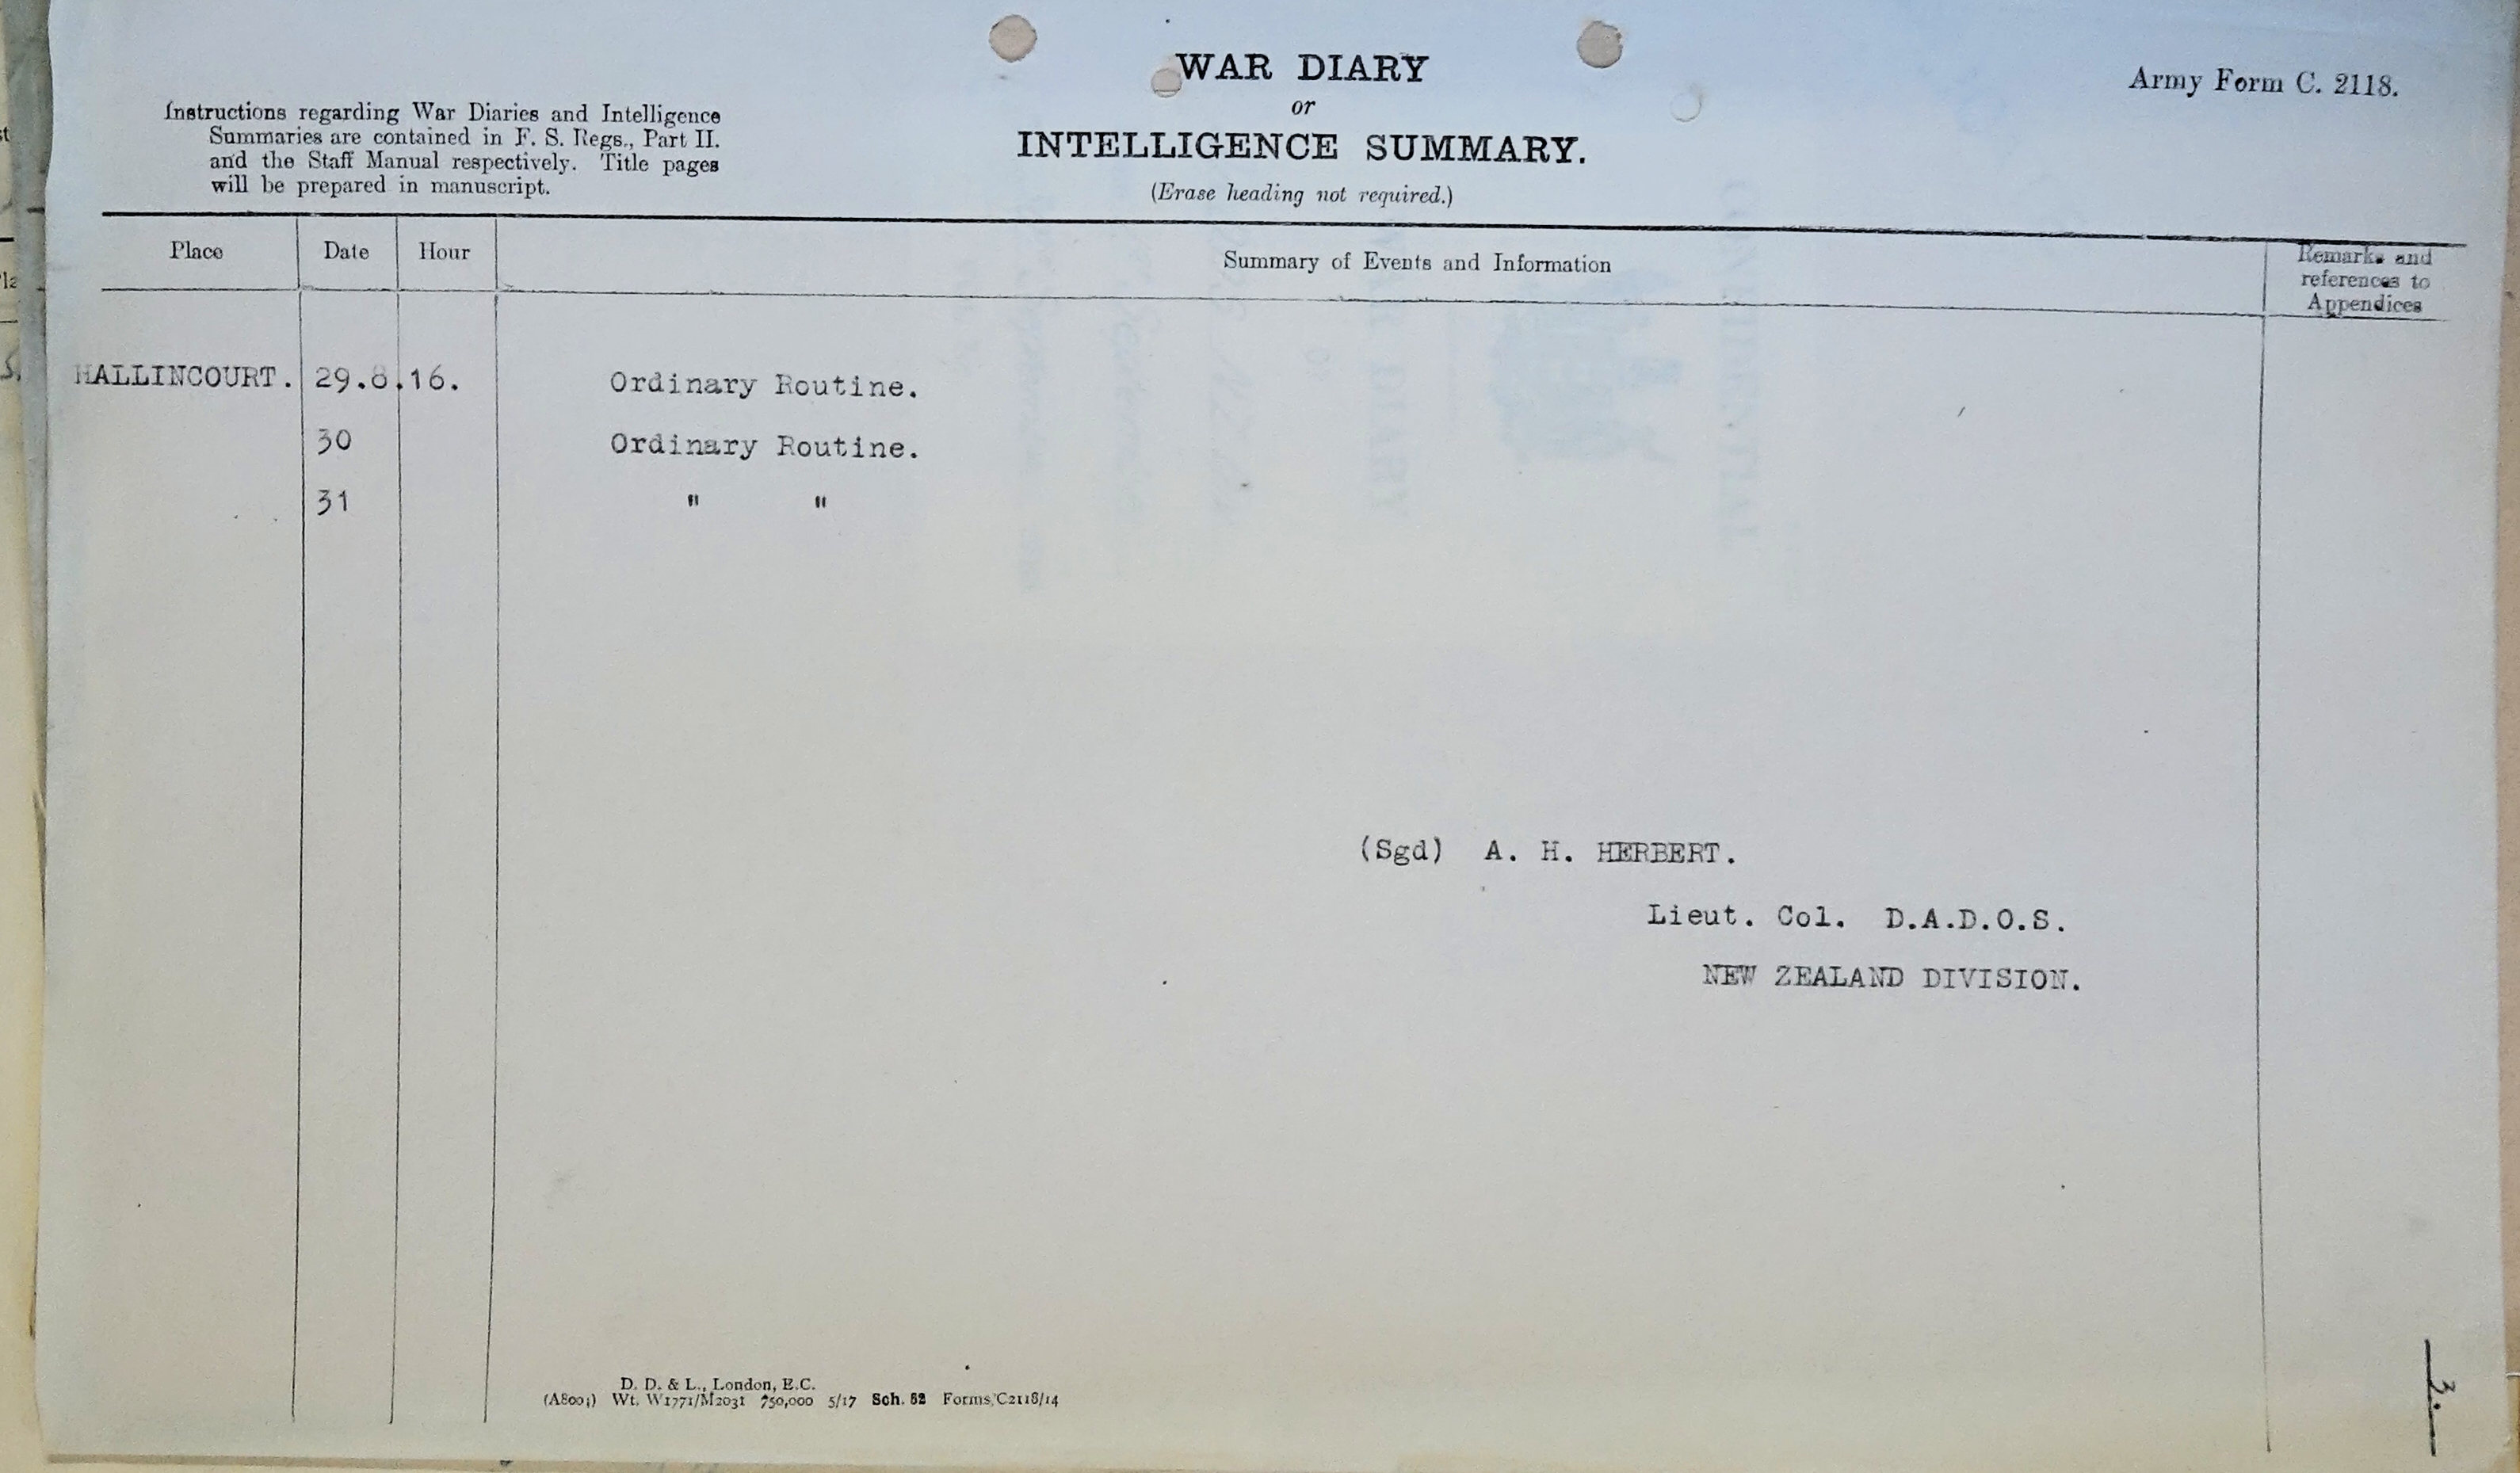 WAR DIARY
or
INTELLIGENCE SUMMARY.
(Erase heading not required.)
Army Form C. 2118.
Instructions regarding War Diaries and Intelligence
Summaries are contained in F. S. Regs., Part II.
and the Staff Manual respectively. Title pages
will be prepared in manuscript.
Place Date Hour Summary of Events and Information Remarks and references to Appendices
HALLINCOURT. 29.8.16. Ordinary Routine.
30 Ordinary Routine.
31 " "
(Sgd) A. H. HERBERT.
Lieut. Col. D.A.D.O.S.
NEW ZEALAND DIVISION.
D. D. & L., London, E.C.
Wt. W1771/M2031 750,000 5/17 Sch. 52 Forms/C2118/14
3.